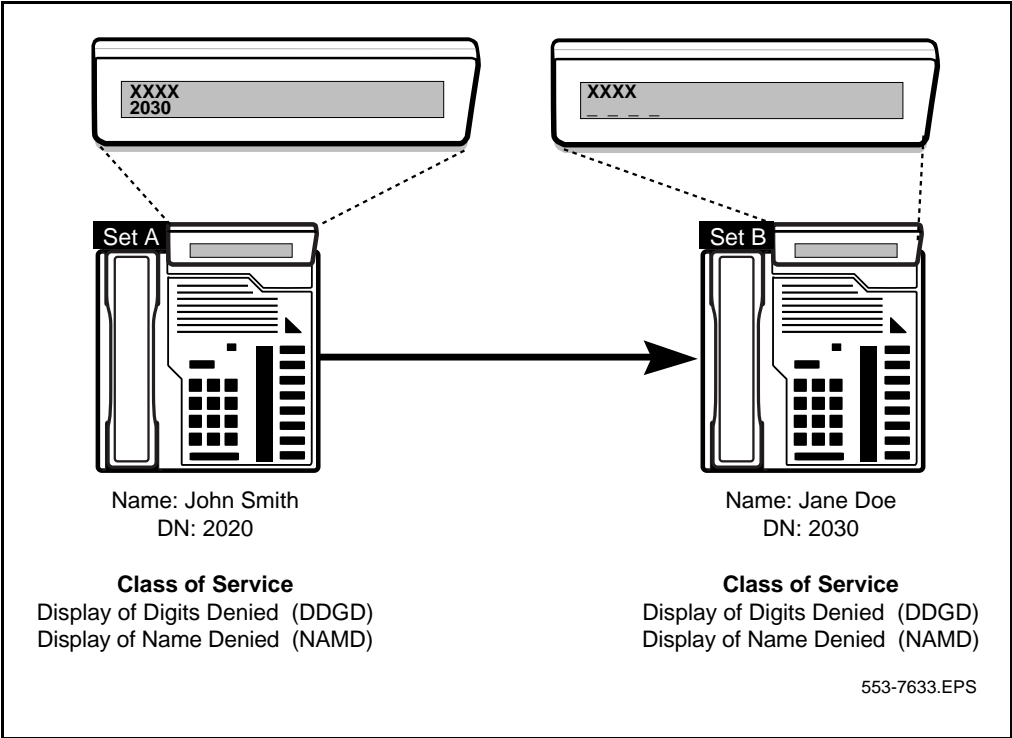 XXXX
2030
XXXX
_ _ _ _
Set A
Set B
Name: John Smith
DN: 2020
Class of Service
Display of Digits Denied (DDGD)
Display of Name Denied (NAMD)
Name: Jane Doe
DN: 2030
Class of Service
Display of Digits Denied (DDGD)
Display of Name Denied (NAMD)
553-7633.EPS